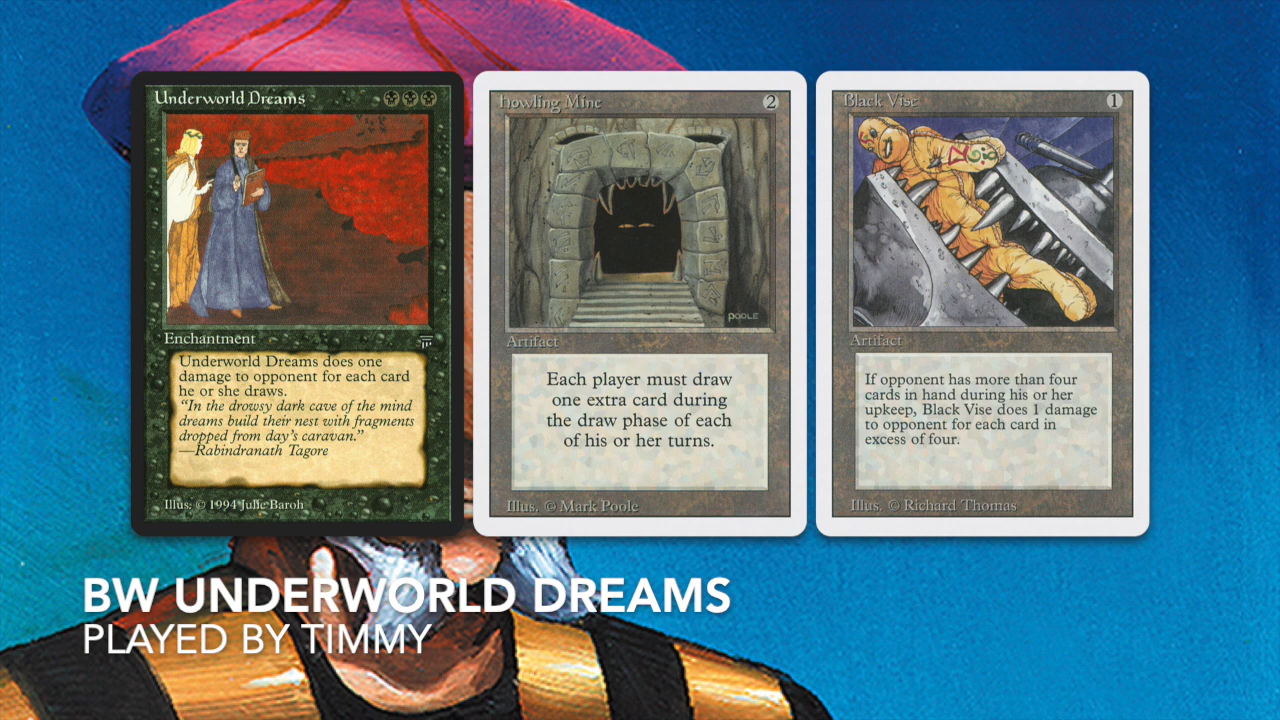 Underworld Dreams
Enchantment
Underworld Dreams does one
damage to opponent for each card
he or she draws.
“In the drowsy dark cave of the mind
dreams build their nest with fragments
dropped from day’s caravan.”
—Rabindranath Tagore
Illus: © 1994 Julie Baroh
Howling Mine 2
POOLE
Artifact
Each player must draw
one extra card during
the draw phase of each
of his or her turns.
Illus. © Mark Poole
Black Vise 1
Artifact
If opponent has more than four
cards in hand during his or her
upkeep, Black Vise does 1 damage
to opponent for each card in
excess of four.
Illus. © Richard Thomas
BW UNDERWORLD DREAMS
PLAYED BY TIMMY